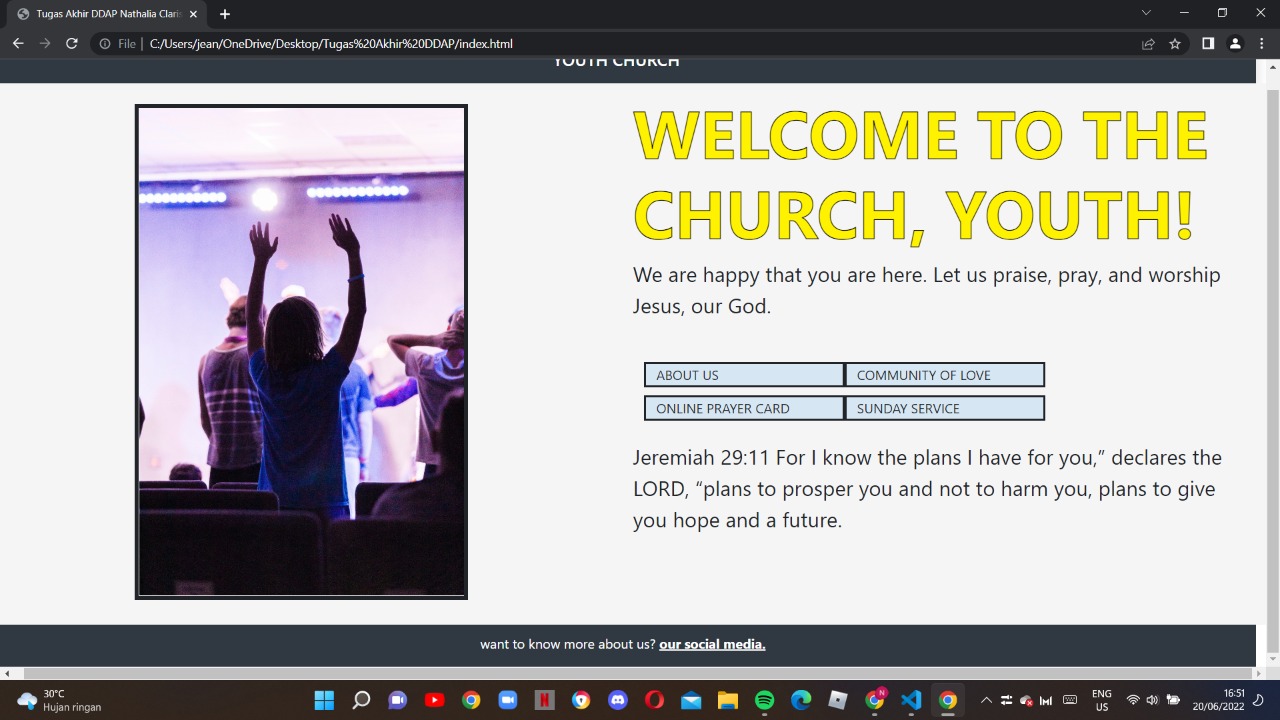 Tugas Akhir DDAP Nathalia Claris
File
C:/Users/jean/OneDrive/Desktop/Tugas%20Akhir%20DDAP/index.html
YOUTH CHURCH
WELCOME TO THE
CHURCH, YOUTH!
We are happy that you are here. Let us praise, pray, and worship
Jesus, our God.
ABOUT US
COMMUNITY OF LOVE
ONLINE PRAYER CARD
SUNDAY SERVICE
Jeremiah 29:11 For I know the plans I have for you,” declares the
LORD, “plans to prosper you and not to harm you, plans to give
you hope and a future.
want to know more about us? our social media.
30°C
Hujan ringan
N
N
ENG
US
16:51
20/06/2022